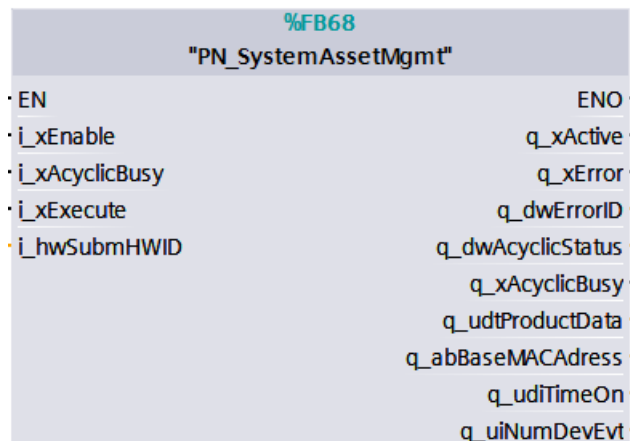 %FB68
"PN_SystemAssetMgmt"
EN ENO
i_xEnable q_xActive
i_xAcyclicBusy q_xError
i_xExecute q_dwErrorID
i_hwSubmHWID q_dwAcyclicStatus
q_xAcyclicBusy
q_udtProductData
q_abBaseMACAdress
q_udiTimeOn
q_uiNumDevEvt